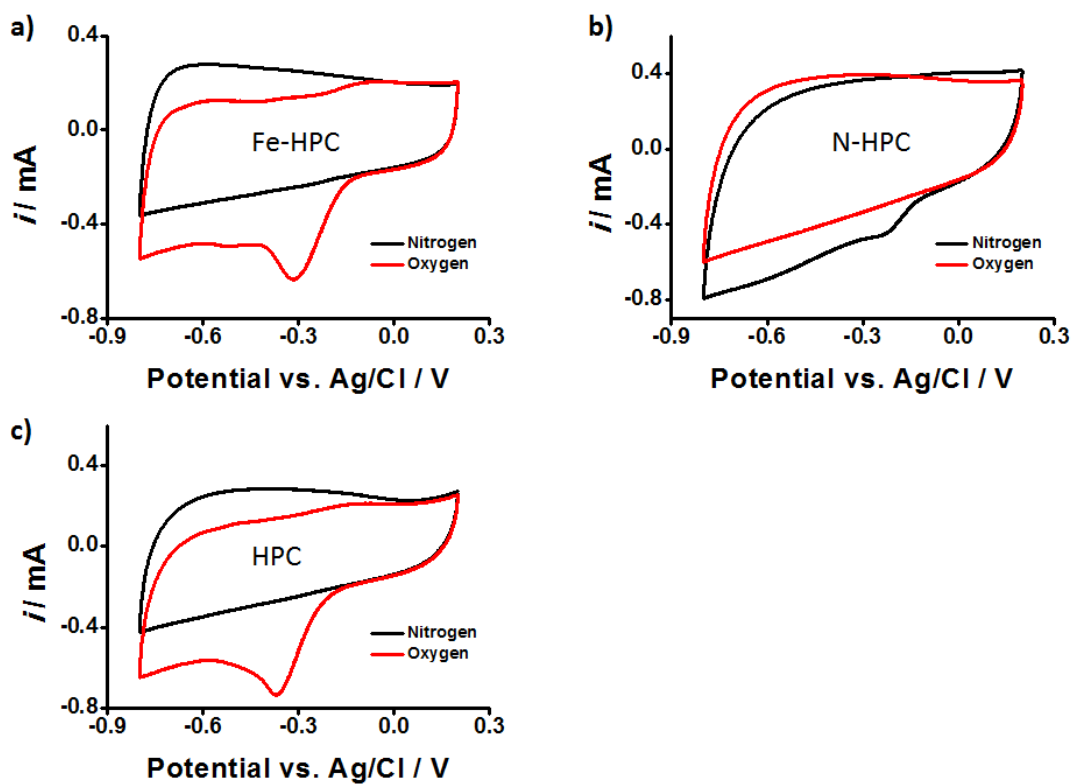 a)
0.4
0.0
-0.4
-0.8
i / mA
Fe-HPC
Nitrogen
Oxygen
-0.9 -0.6 -0.3 0.0 0.3
Potential vs. Ag/Cl / V
b)
0.4
0.0
-0.4
-0.8
i / mA
N-HPC
Nitrogen
Oxygen
-0.9 -0.6 -0.3 0.0 0.3
Potential vs. Ag/Cl / V
c)
0.4
0.0
-0.4
-0.8
i / mA
HPC
Nitrogen
Oxygen
-0.9 -0.6 -0.3 0.0 0.3
Potential vs. Ag/Cl / V